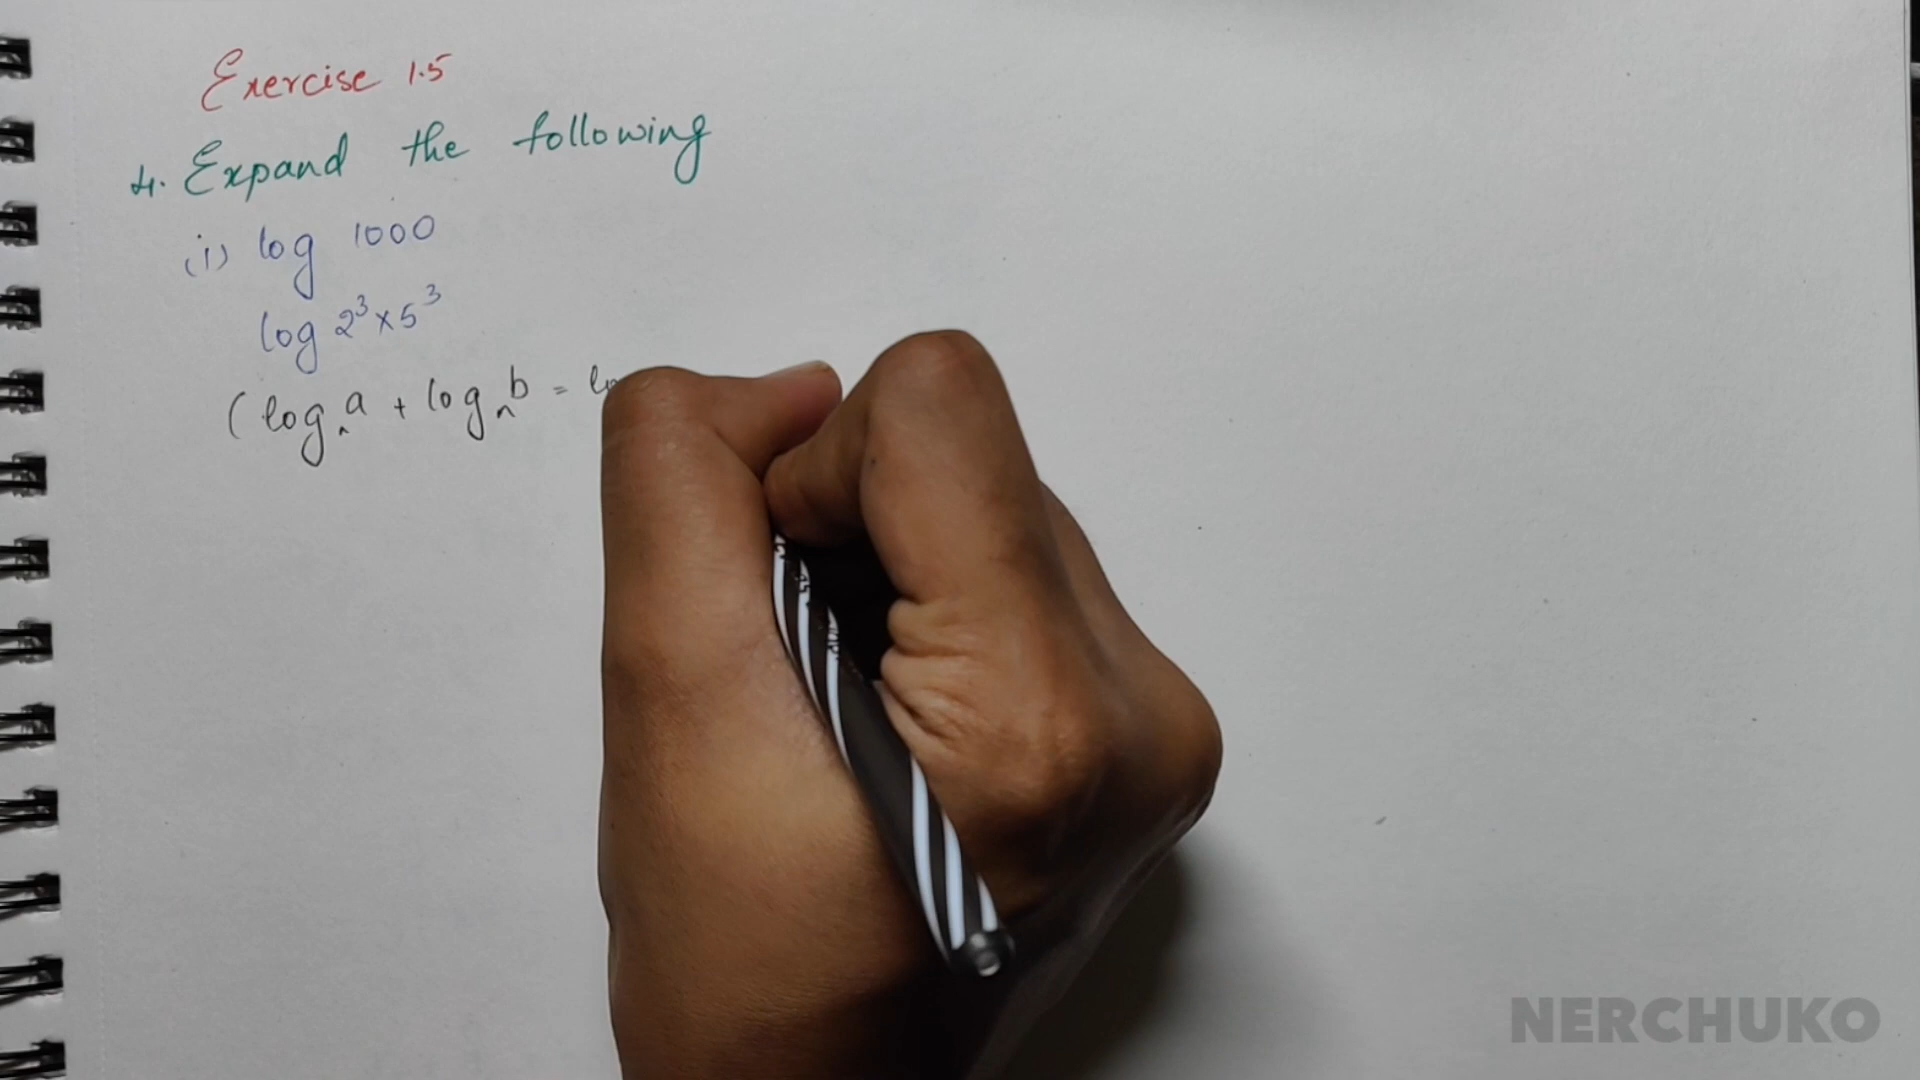 Exercise 1.5
4. Expand the following
(i) log 1000
log 2³×5³
(logₙa + logₙb =
NERCHUKO